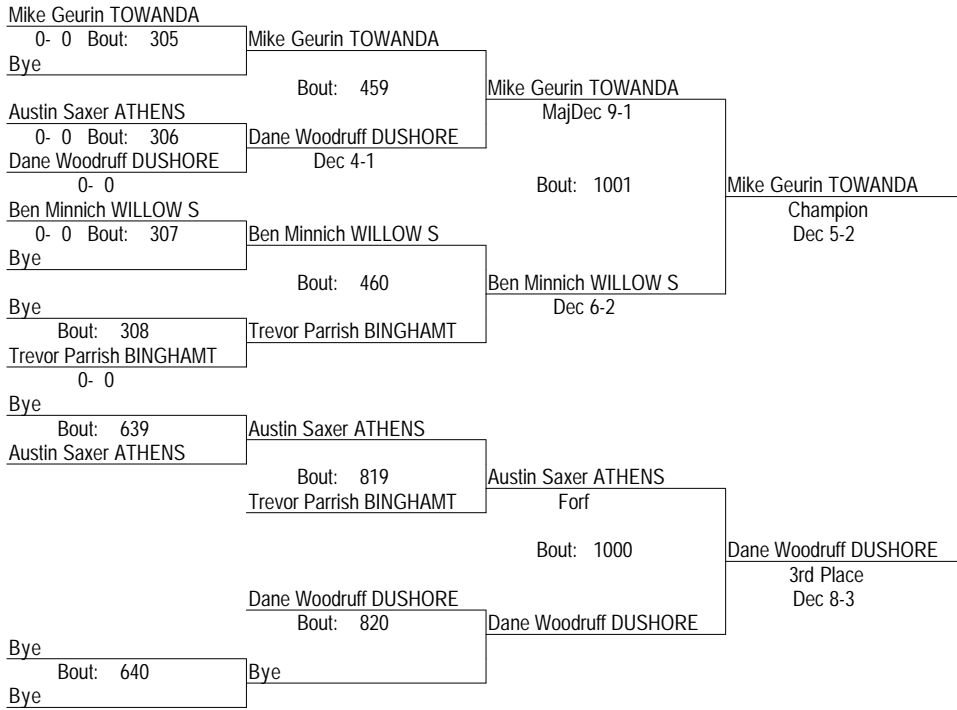 Mike Geurin TOWANDA
0- 0 Bout: 305
Mike Geurin TOWANDA
Bye
Bout: 459
Mike Geurin TOWANDA
Austin Saxer ATHENS
MajDec 9-1
0- 0 Bout: 306
Dane Woodruff DUSHORE
Dane Woodruff DUSHORE
Dec 4-1
0- 0
Bout: 1001
Mike Geurin TOWANDA
Ben Minnich WILLOW S
Champion
0- 0 Bout: 307
Ben Minnich WILLOW S
Dec 5-2
Bye
Bout: 460
Ben Minnich WILLOW S
Bye
Dec 6-2
Bout: 308
Trevor Parrish BINGHAMT
Trevor Parrish BINGHAMT
0- 0
Bye
Bout: 639
Austin Saxer ATHENS
Austin Saxer ATHENS
Bout: 819
Austin Saxer ATHENS
Trevor Parrish BINGHAMT
Forf
Bout: 1000
Dane Woodruff DUSHORE
3rd Place
Dane Woodruff DUSHORE
Dec 8-3
Bout: 820
Dane Woodruff DUSHORE
Bye
Bout: 640
Bye
Bye